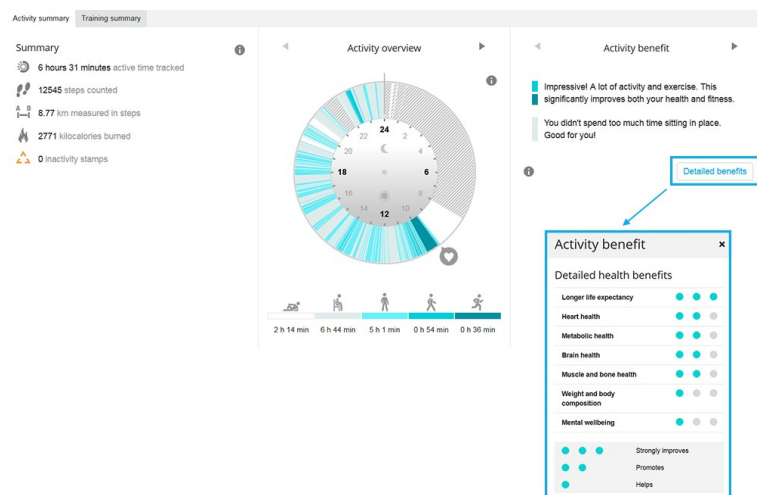 Activity summary
Training summary
Summary
6 hours 31 minutes active time tracked
12545 steps counted
A B
8.77 km measured in steps
2771 kilocalories burned
0 inactivity stamps
Activity overview
24
22
2
20
4
18
6
16
8
14
10
12
2 h 14 min
6 h 44 min
5 h 1 min
0 h 54 min
0 h 36 min
Activity benefit
Impressive! A lot of activity and exercise. This
significantly improves both your health and fitness.
You didn't spend too much time sitting in place.
Good for you!
Detailed benefits
Activity benefit
×
Detailed health benefits
Longer life expectancy
Heart health
Metabolic health
Brain health
Muscle and bone health
Weight and body
composition
Mental wellbeing
Strongly improves
Promotes
Helps